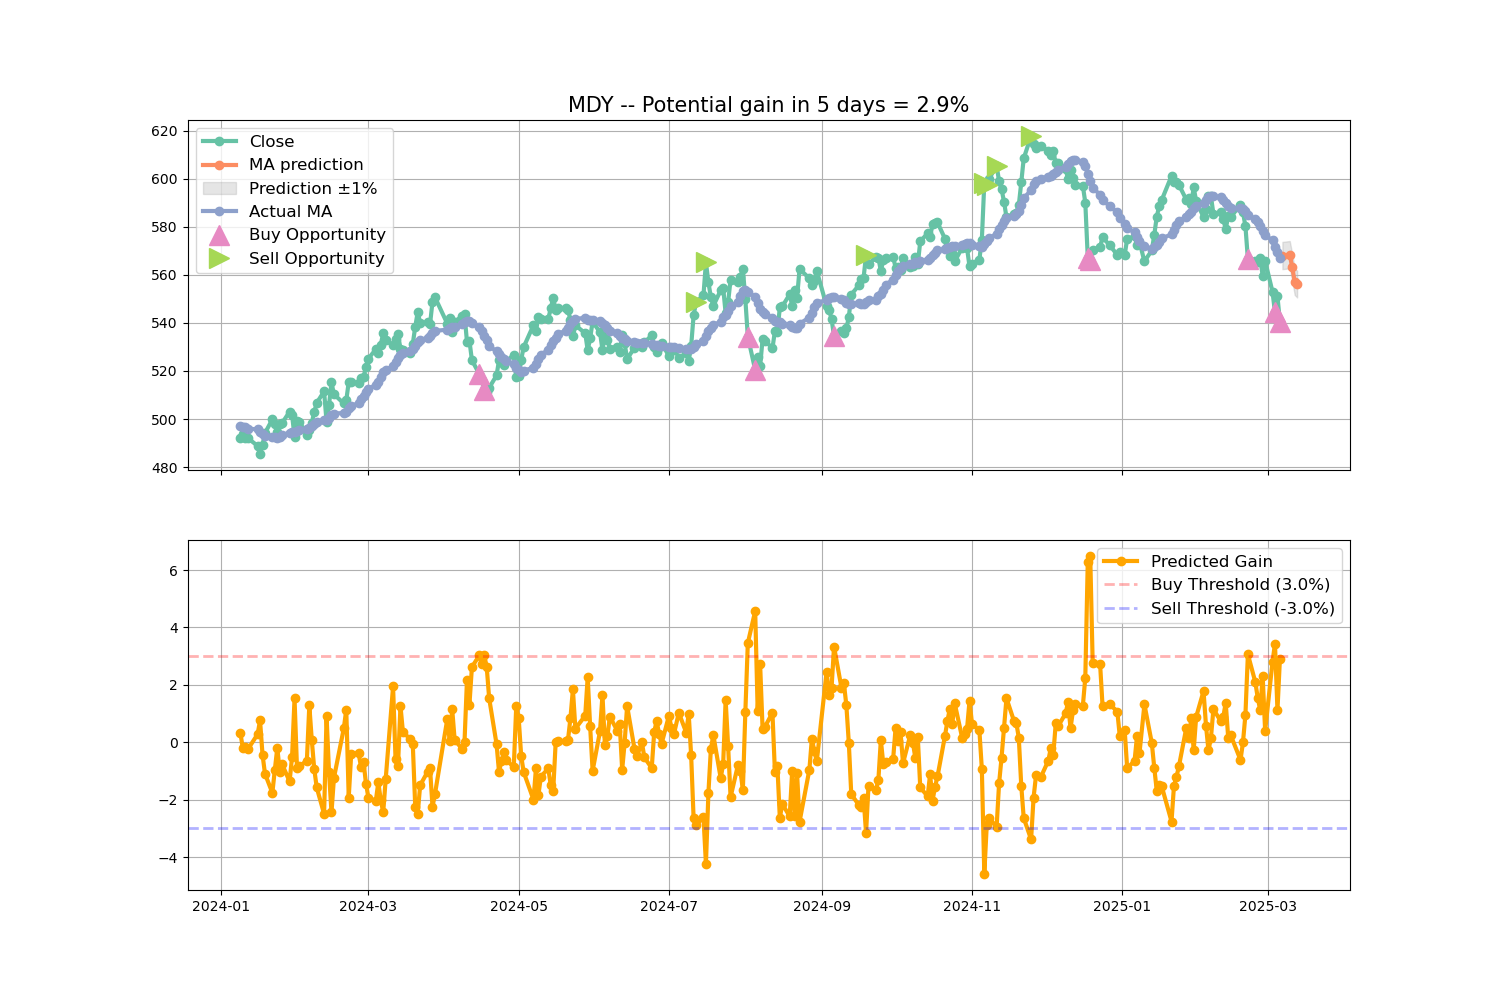 MDY -- Potential gain in 5 days = 2.9%
620
600
580
560
540
520
500
480
Close
MA prediction
Prediction ±1%
Actual MA
Buy Opportunity
Sell Opportunity
6
4
2
0
−2
−4
Predicted Gain
Buy Threshold (3.0%)
Sell Threshold (-3.0%)
2024-01
2024-03
2024-05
2024-07
2024-09
2024-11
2025-01
2025-03